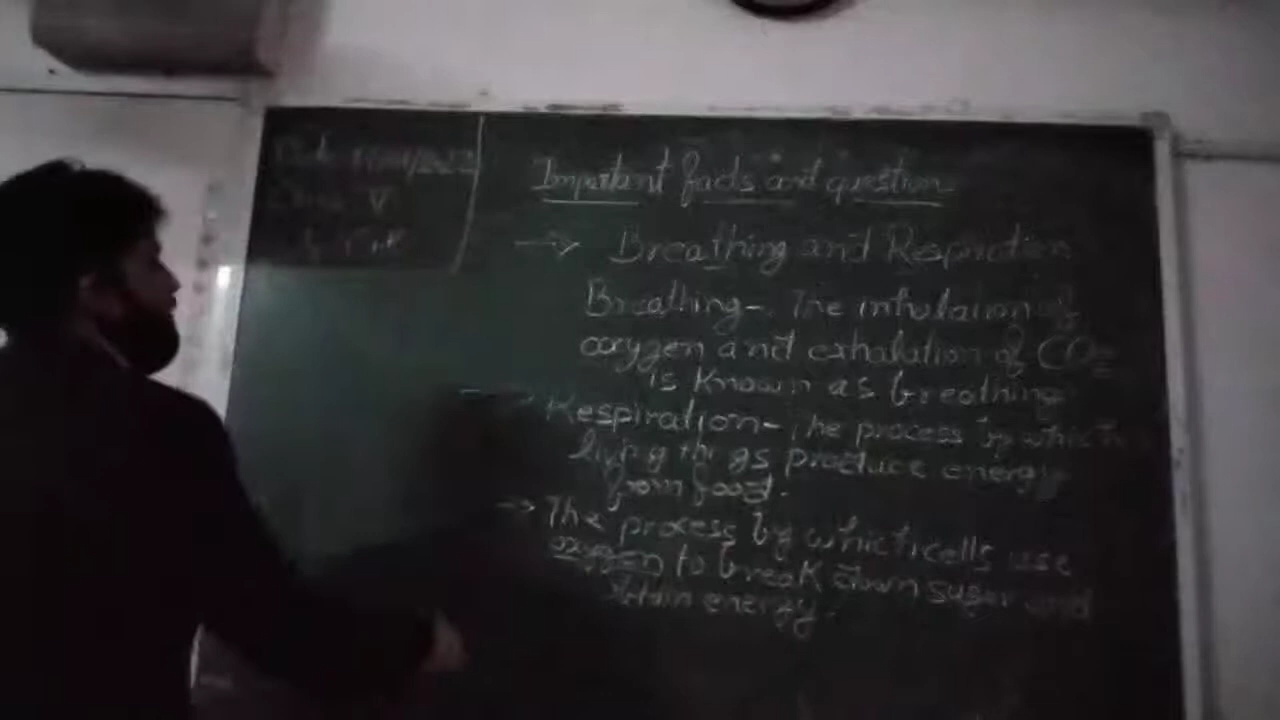 Important facts and question
→ Breathing and Respiration
Breathing-. The inhalation of
oxygen and exhalation of CO₂
is known as breathing
→ Respiration- The process by which
living things produce energy
from food.
→ The process by which cells use
oxygen to break down sugar and
obtain energy.
V